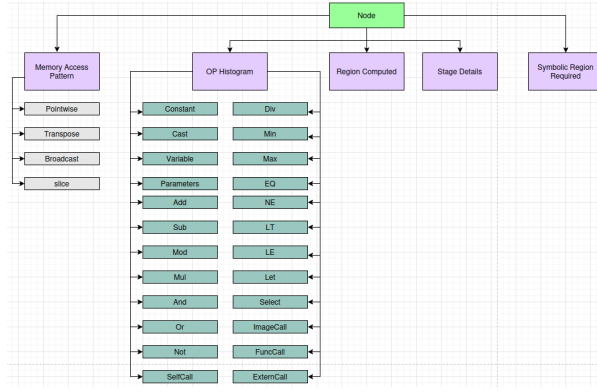 Node
Memory Access
Pattern
OP Histogram
Region Computed
Stage Details
Symbolic Region
Required
Pointwise
Transpose
Broadcast
slice
Constant
Cast
Variable
Parameters
Add
Sub
Mod
Mul
And
Or
Not
SelfCall
Div
Min
Max
EQ
NE
LT
LE
Let
Select
ImageCall
FuncCall
ExternCall